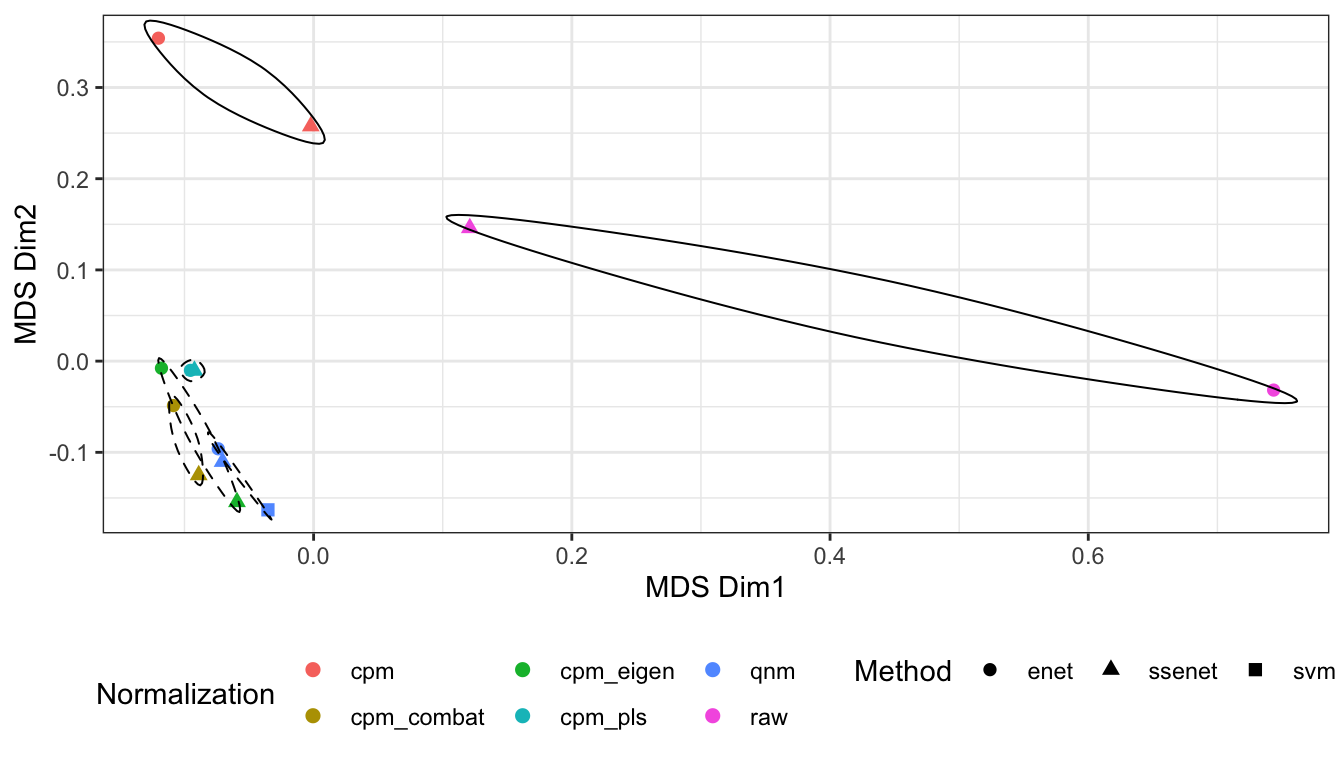 MDS Dim2
0.3
0.2
0.1
0.0
-0.1
0.0 0.2 0.4 0.6
MDS Dim1
Normalization
cpm cpm_eigen qnm
cpm_combat cpm_pls raw
Method enet ssenet svm